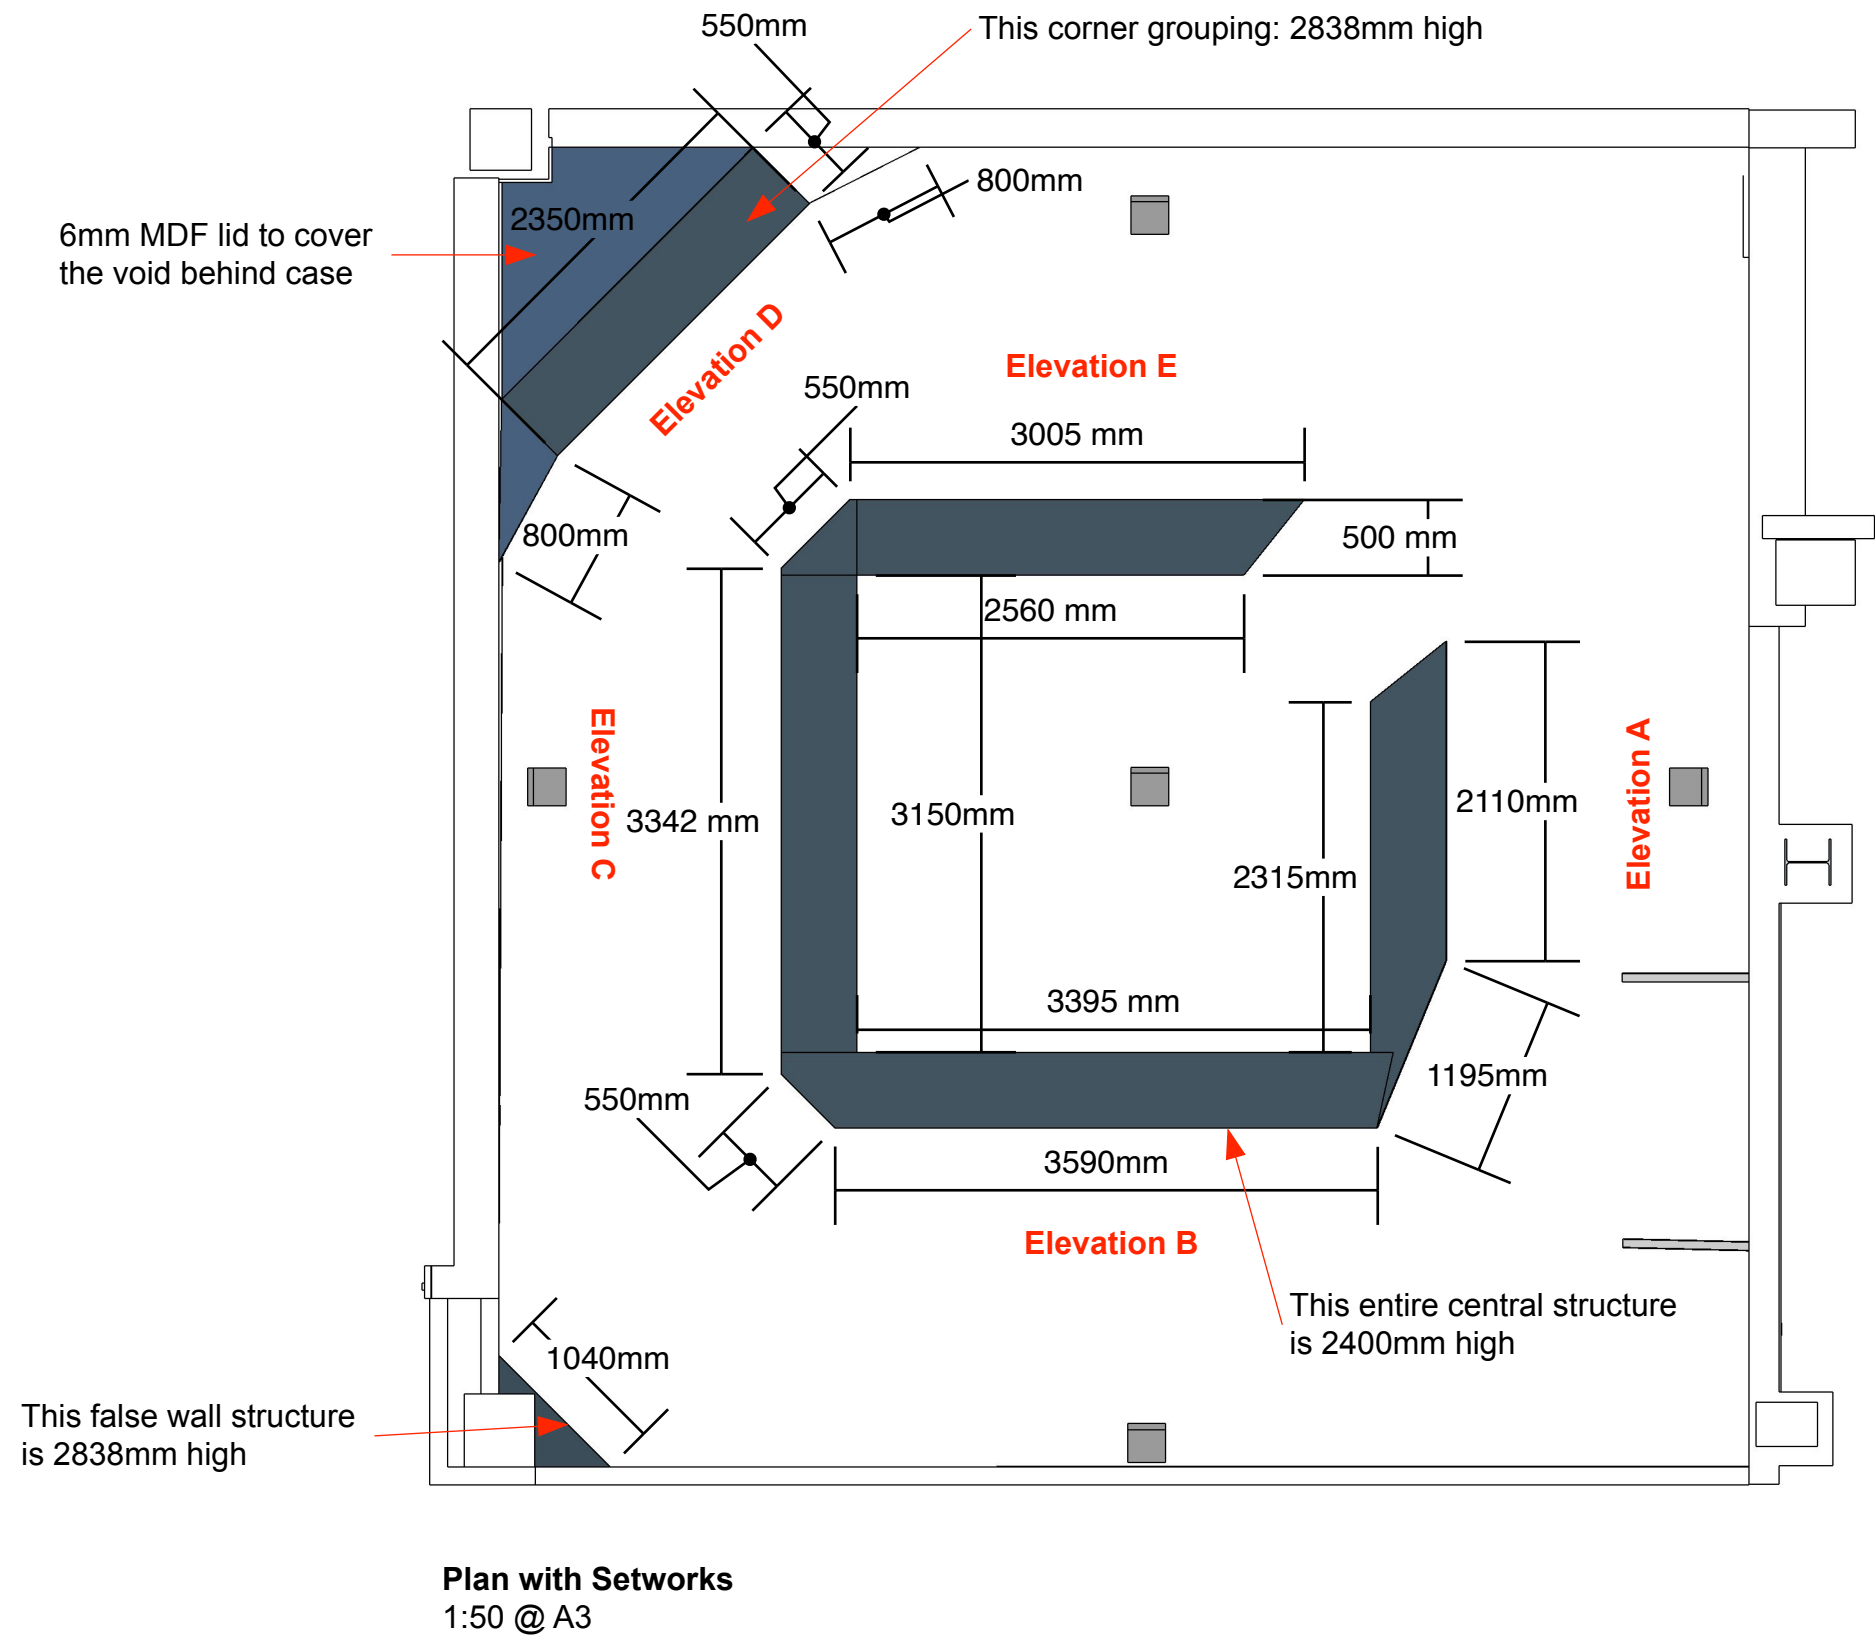 550mm
This corner grouping: 2838mm high
800mm
2350mm
6mm MDF lid to cover
the void behind case
Elevation D
Elevation E
550mm
3005 mm
800mm
500 mm
2560 mm
Elevation C
3342 mm
3150mm
2110mm
Elevation A
2315mm
3395 mm
1195mm
550mm
3590mm
Elevation B
This entire central structure
is 2400mm high
1040mm
This false wall structure
is 2838mm high
Plan with Setworks
1:50 @ A3